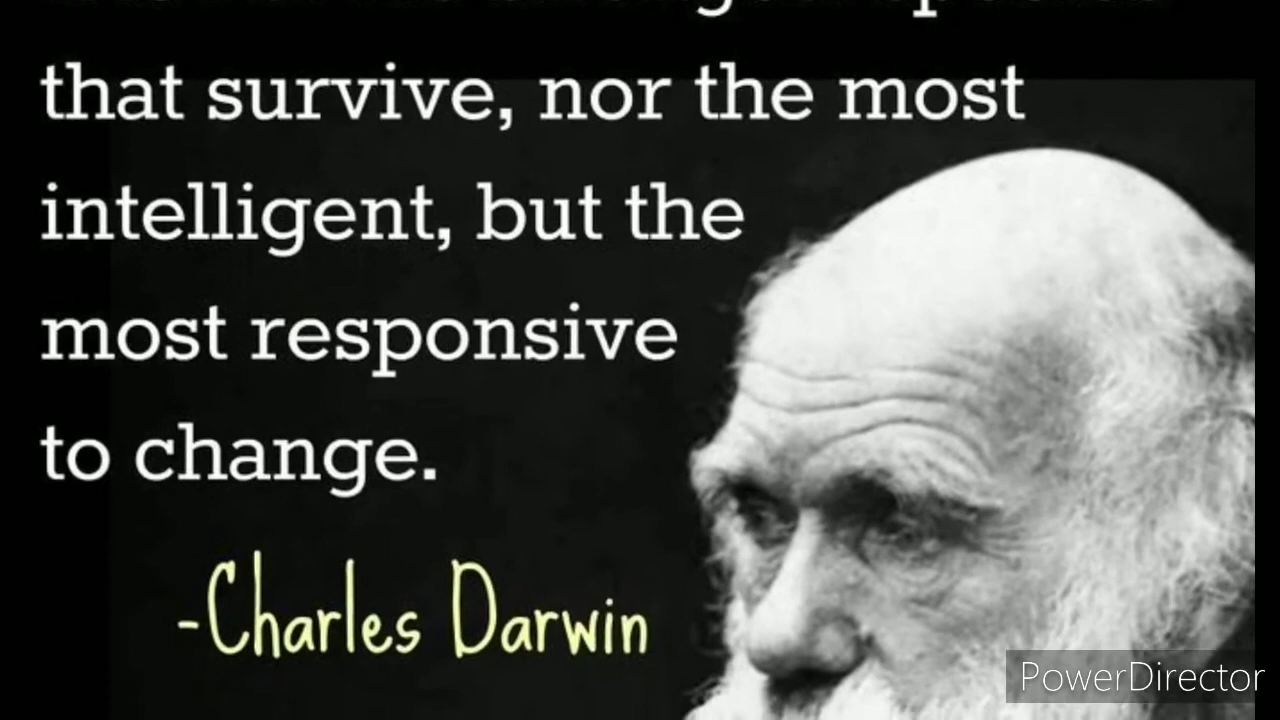 that survive, nor the most
intelligent, but the
most responsive
to change.
-Charles Darwin
PowerDirector